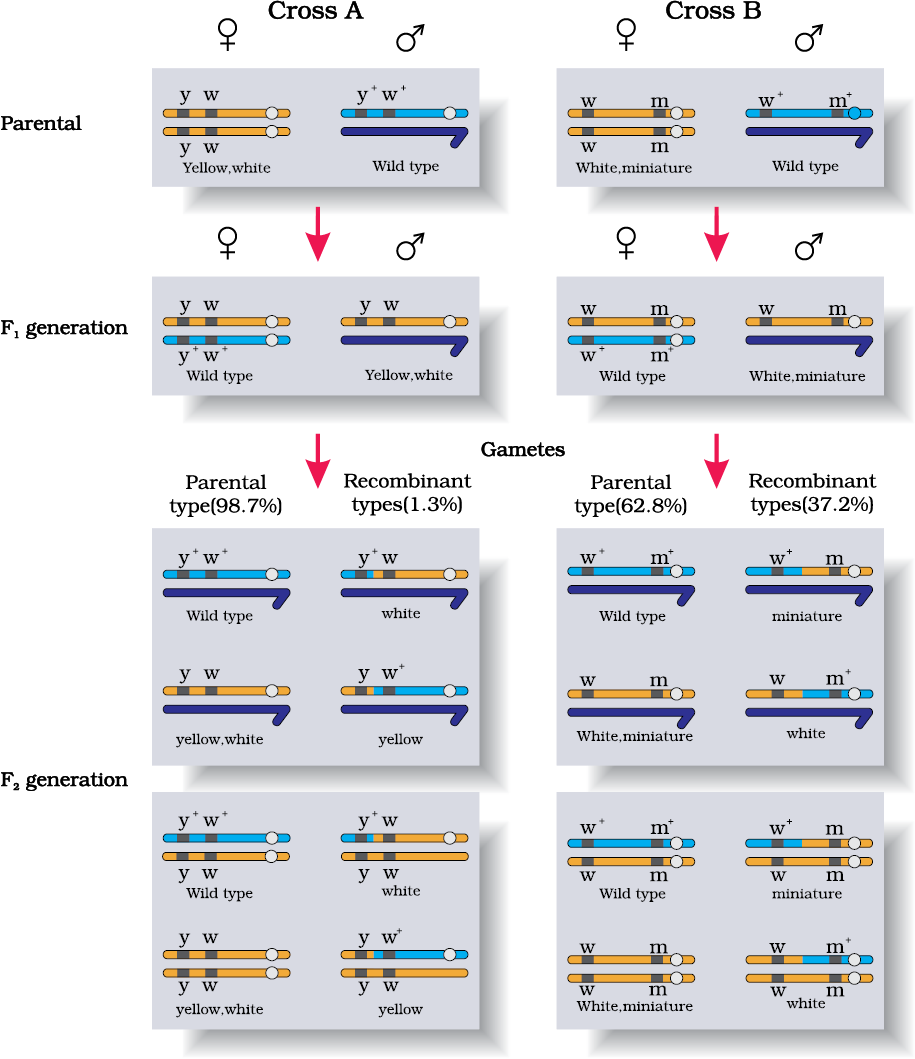 Cross A
Cross B
♀ ♂ ♀ ♂
Parental
y w
y w
Yellow,white
y+ w+
Wild type
w m
w m
White,miniature
w+ m+
Wild type
♀ ♂ ♀ ♂
F1 generation
y w
y+ w+
Wild type
y w
Yellow,white
w m
w+ m+
Wild type
w m
White,miniature
Gametes
Parental
type(98.7%)
Recombinant
types(1.3%)
Parental
type(62.8%)
Recombinant
types(37.2%)
F2 generation
y+ w+
Wild type
y+ w
white
w+ m+
Wild type
w+ m
miniature
y w
yellow,white
y w+
yellow
w m
White,miniature
w m+
white
y+ w+
y w
Wild type
y+ w
y w
white
w+ m+
w m
Wild type
w+ m
w m
miniature
y w
y w
yellow,white
y w+
y w
yellow
w m
w m
White,miniature
w m+
w m
white